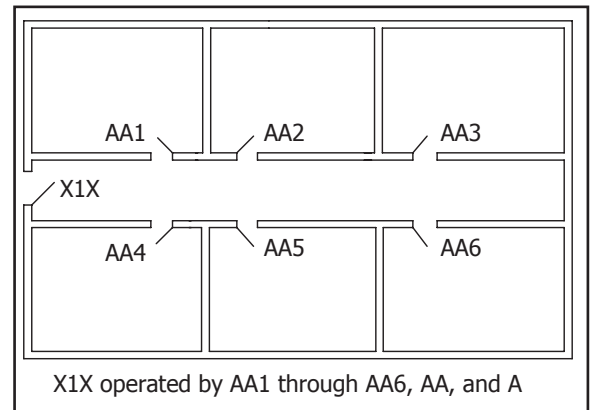 AA1 AA2 AA3
X1X
AA4 AA5 AA6
X1X operated by AA1 through AA6, AA, and A